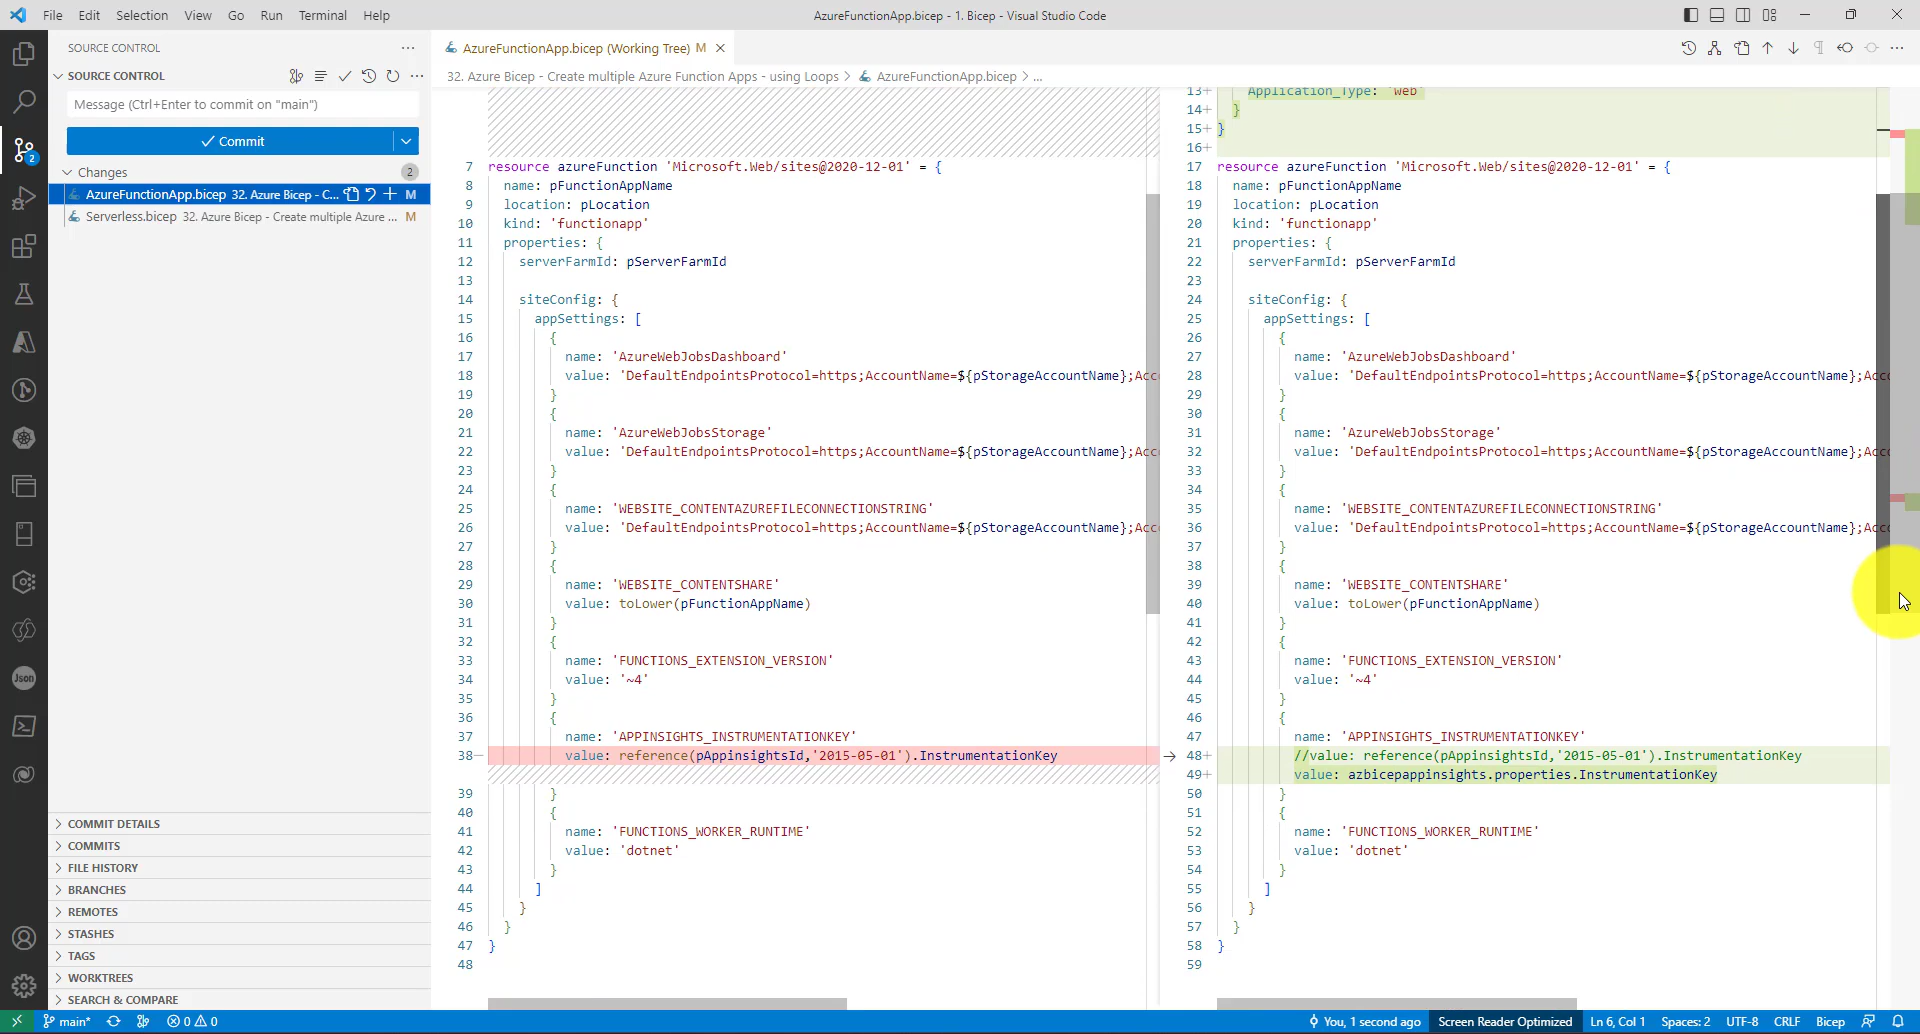 File Edit Selection View Go Run Terminal Help
AzureFunctionApp.bicep - 1. Bicep - Visual Studio Code
SOURCE CONTROL
SOURCE CONTROL
Message (Ctrl+Enter to commit on "main")
Commit
Changes 2
AzureFunctionApp.bicep 32. Azure Bicep - C... M
Serverless.bicep 32. Azure Bicep - Create multiple Azure ... M
COMMIT DETAILS
COMMITS
FILE HISTORY
BRANCHES
REMOTES
STASHES
TAGS
WORKTREES
SEARCH & COMPARE
2
Json
AzureFunctionApp.bicep (Working Tree) M
32. Azure Bicep - Create multiple Azure Function Apps - using Loops > AzureFunctionApp.bicep > ...
7 resource azureFunction 'Microsoft.Web/sites@2020-12-01' = {
8 name: pFunctionAppName
9 location: pLocation
10 kind: 'functionapp'
11 properties: {
12 serverFarmId: pServerFarmId
13
14 siteConfig: {
15 appSettings: [
16 {
17 name: 'AzureWebJobsDashboard'
18 value: 'DefaultEndpointsProtocol=https;AccountName=${pStorageAccountName};Acc
19 }
20 {
21 name: 'AzureWebJobsStorage'
22 value: 'DefaultEndpointsProtocol=https;AccountName=${pStorageAccountName};Acc
23 }
24 {
25 name: 'WEBSITE_CONTENTAZUREFILECONNECTIONSTRING'
26 value: 'DefaultEndpointsProtocol=https;AccountName=${pStorageAccountName};Acc
27 }
28 {
29 name: 'WEBSITE_CONTENTSHARE'
30 value: toLower(pFunctionAppName)
31 }
32 {
33 name: 'FUNCTIONS_EXTENSION_VERSION'
34 value: '~4'
35 }
36 {
37 name: 'APPINSIGHTS_INSTRUMENTATIONKEY'
38− value: reference(pAppinsightsId,'2015-05-01').InstrumentationKey
39 }
40 {
41 name: 'FUNCTIONS_WORKER_RUNTIME'
42 value: 'dotnet'
43 }
44 ]
45 }
46 }
47 }
48
13+ Application_Type: 'web'
14+ }
15+ }
16+
17 resource azureFunction 'Microsoft.Web/sites@2020-12-01' = {
18 name: pFunctionAppName
19 location: pLocation
20 kind: 'functionapp'
21 properties: {
22 serverFarmId: pServerFarmId
23
24 siteConfig: {
25 appSettings: [
26 {
27 name: 'AzureWebJobsDashboard'
28 value: 'DefaultEndpointsProtocol=https;AccountName=${pStorageAccountName};Acc
29 }
30 {
31 name: 'AzureWebJobsStorage'
32 value: 'DefaultEndpointsProtocol=https;AccountName=${pStorageAccountName};Acc
33 }
34 {
35 name: 'WEBSITE_CONTENTAZUREFILECONNECTIONSTRING'
36 value: 'DefaultEndpointsProtocol=https;AccountName=${pStorageAccountName};Acc
37 }
38 {
39 name: 'WEBSITE_CONTENTSHARE'
40 value: toLower(pFunctionAppName)
41 }
42 {
43 name: 'FUNCTIONS_EXTENSION_VERSION'
44 value: '~4'
45 }
46 {
47 name: 'APPINSIGHTS_INSTRUMENTATIONKEY'
48+ //value: reference(pAppinsightsId,'2015-05-01').InstrumentationKey
49+ value: azbicepappinsights.properties.InstrumentationKey
50 }
51 {
52 name: 'FUNCTIONS_WORKER_RUNTIME'
53 value: 'dotnet'
54 }
55 ]
56 }
57 }
58 }
59
main* 0 0 You, 1 second ago Screen Reader Optimized Ln 6, Col 1 Spaces: 2 UTF-8 CRLF Bicep